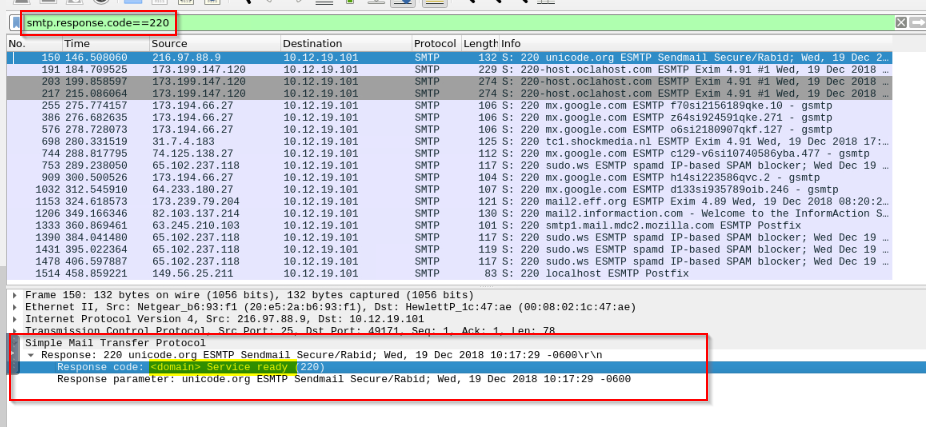 smtp.response.code==220
No. Time Source Destination Protocol Length Info
150 146.508060 216.97.88.9 10.12.19.101 SMTP 132 S: 220 unicode.org ESMTP Sendmail Secure/Rabid; Wed, 19 Dec 2…
191 184.709525 173.199.147.120 10.12.19.101 SMTP 229 S: 220-host.oclahost.com ESMTP Exim 4.91 #1 Wed, 19 Dec 2018 …
203 199.858597 173.199.147.120 10.12.19.101 SMTP 274 S: 220-host.oclahost.com ESMTP Exim 4.91 #1 Wed, 19 Dec 2018 …
217 215.086064 173.199.147.120 10.12.19.101 SMTP 274 S: 220-host.oclahost.com ESMTP Exim 4.91 #1 Wed, 19 Dec 2018 …
255 275.774157 173.194.66.27 10.12.19.101 SMTP 106 S: 220 mx.google.com ESMTP f70si2156189qke.10 - gsmtp
386 276.682635 173.194.66.27 10.12.19.101 SMTP 106 S: 220 mx.google.com ESMTP z64si924591qke.271 - gsmtp
576 278.728073 173.194.66.27 10.12.19.101 SMTP 106 S: 220 mx.google.com ESMTP o6si2180907qkf.127 - gsmtp
698 280.331519 31.7.4.183 10.12.19.101 SMTP 125 S: 220 tc1.shockmedia.nl ESMTP Exim 4.91 Wed, 19 Dec 2018 17:…
744 288.817795 74.125.138.27 10.12.19.101 SMTP 112 S: 220 mx.google.com ESMTP c129-v6si10740586yba.477 - gsmtp
753 289.238050 65.102.237.118 10.12.19.101 SMTP 119 S: 220 sudo.ws ESMTP spamd IP-based SPAM blocker; Wed Dec 19 …
909 300.500526 173.194.66.27 10.12.19.101 SMTP 104 S: 220 mx.google.com ESMTP h14si223586qvc.2 - gsmtp
1032 312.545910 64.233.180.27 10.12.19.101 SMTP 107 S: 220 mx.google.com ESMTP d133si935789oib.246 - gsmtp
1153 324.618573 173.239.79.204 10.12.19.101 SMTP 121 S: 220 mail2.eff.org ESMTP Exim 4.89 Wed, 19 Dec 2018 08:20:2…
1206 349.166346 82.103.137.214 10.12.19.101 SMTP 130 S: 220 mail2.informaction.com - Welcome to the InformAction S…
1333 360.869461 63.245.210.103 10.12.19.101 SMTP 101 S: 220 smtp1.mail.mdc2.mozilla.com ESMTP Postfix
1390 384.041480 65.102.237.118 10.12.19.101 SMTP 117 S: 220 sudo.ws ESMTP spamd IP-based SPAM blocker; Wed Dec 19 …
1431 395.022364 65.102.237.118 10.12.19.101 SMTP 119 S: 220 sudo.ws ESMTP spamd IP-based SPAM blocker; Wed Dec 19 …
1478 406.597887 65.102.237.118 10.12.19.101 SMTP 117 S: 220 sudo.ws ESMTP spamd IP-based SPAM blocker; Wed Dec 19 …
1514 458.859221 149.56.25.211 10.12.19.101 SMTP 83 S: 220 localhost ESMTP Postfix
Frame 150: 132 bytes on wire (1056 bits), 132 bytes captured (1056 bits)
Ethernet II, Src: Netgear_b6:93:f1 (20:e5:2a:b6:93:f1), Dst: HewlettP_1c:47:ae (00:08:02:1c:47:ae)
Internet Protocol Version 4, Src: 216.97.88.9, Dst: 10.12.19.101
Transmission Control Protocol, Src Port: 25, Dst Port: 49171, Seq: 1, Ack: 1, Len: 78
Simple Mail Transfer Protocol
Response: 220 unicode.org ESMTP Sendmail Secure/Rabid; Wed, 19 Dec 2018 10:17:29 -0600\r\n
Response code: <domain> Service ready (220)
Response parameter: unicode.org ESMTP Sendmail Secure/Rabid; Wed, 19 Dec 2018 10:17:29 -0600